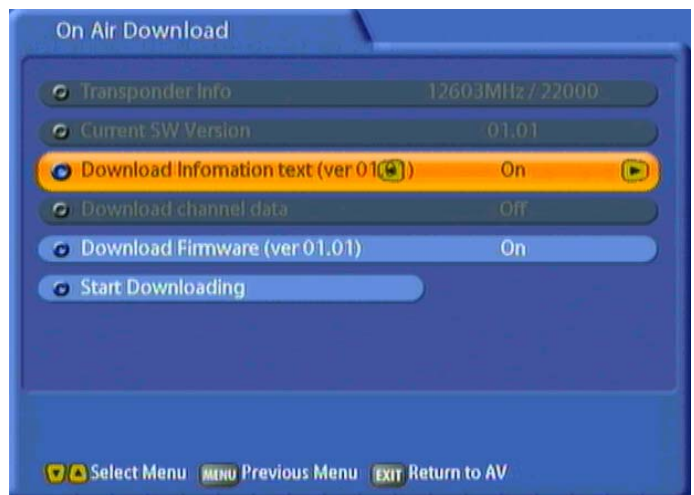 On Air Download
Transponder Info 12603MHz / 22000
Current SW Version 01.01
Download Infomation text (ver 01 ) On
Download channel data Off
Download Firmware (ver 01.01) On
Start Downloading
Select Menu MENU Previous Menu EXIT Return to AV